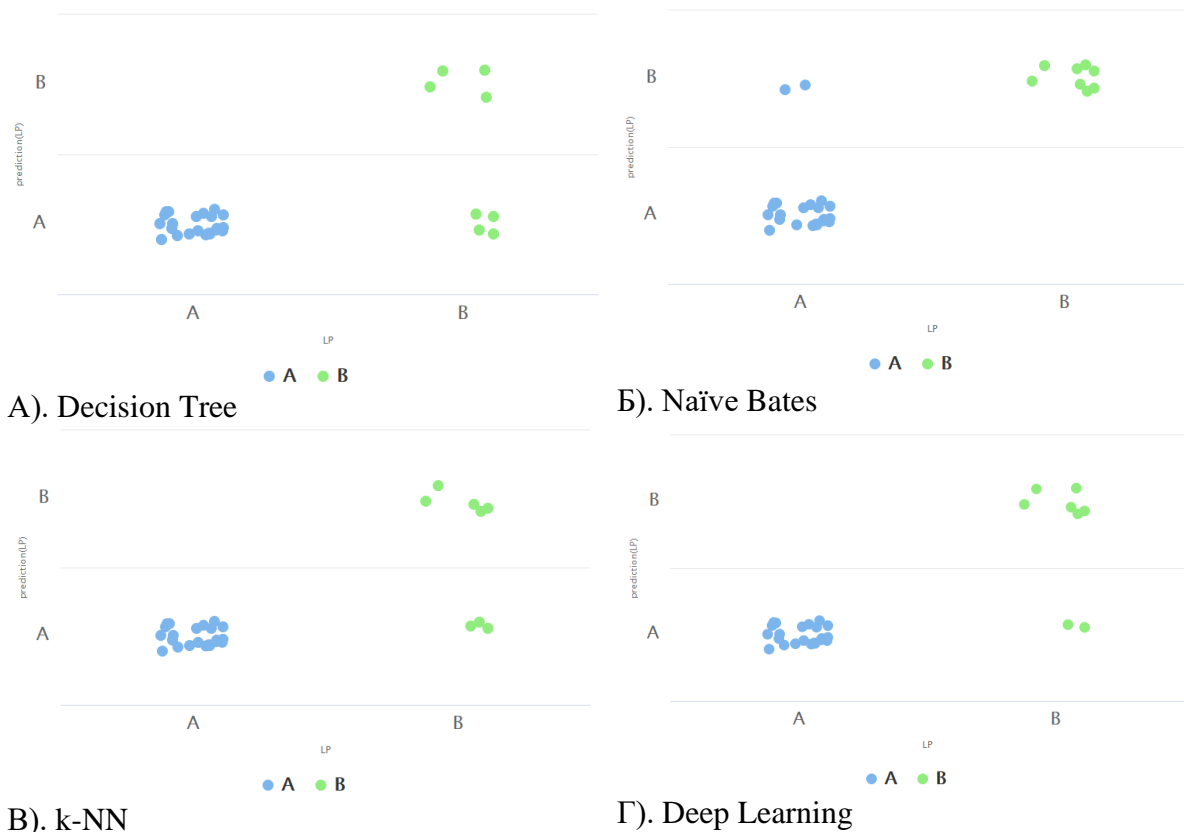 B
prediction(LP)
A
A
B
LP
A B
А). Decision Tree
B
prediction(LP)
A
A
B
LP
A B
Б). Naïve Bates
B
prediction(LP)
A
A
B
LP
A B
В). k-NN
B
prediction(LP)
A
A
B
LP
A B
Г). Deep Learning